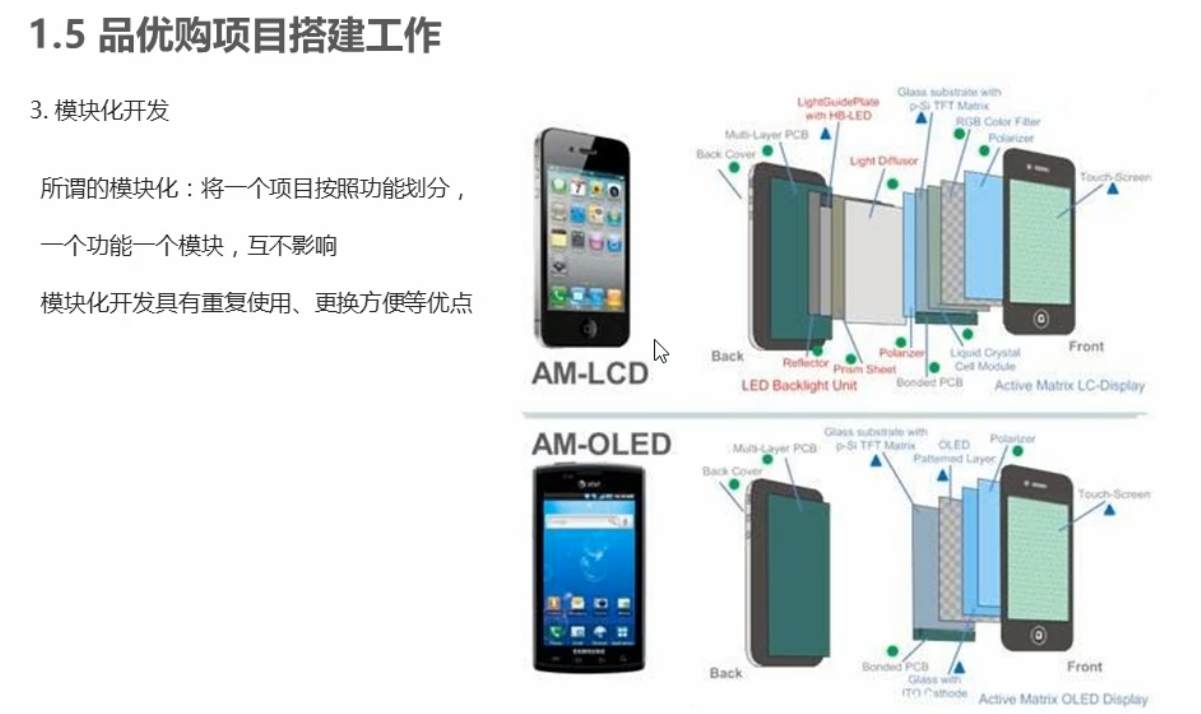 1.5 品优购项目搭建工作
3. 模块化开发
所谓的模块化：将一个项目按照功能划分，
一个功能一个模块，互不影响
模块化开发具有重复使用、更换方便等优点
AM-LCD
Back Cover
Multi-Layer PCB
LightGuidePlate
with HB-LED
Light Diffusor
Glass substrate with
p-Si TFT Matrix
RGB Color Filter
Polarizer
Touch-Screen
Back
Reflector
Prism Sheet
Polarizer
Bonded PCB
Liquid Crystal
Cell Module
Front
LED Backlight Unit
Active Matrix LC-Display
AM-OLED
at&t
SAMSUNG
Back Cover
Multi-Layer PCB
Glass substrate with
p-Si TFT Matrix
OLED
Patterned Layer
Polarizer
Touch-Screen
Back
Bonded PCB
Glass with
ITO Cathode
Front
Active Matrix OLED Display